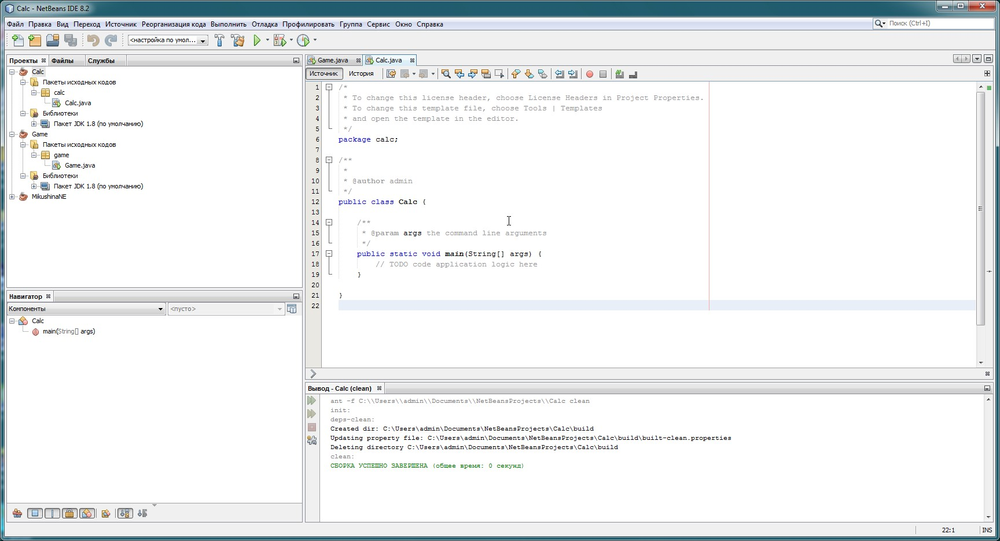 Calc - NetBeans IDE 8.2
Файл Правка Вид Переход Источник Реорганизация кода Выполнить Отладка Профилировать Группа Сервис Окно Справка
Поиск (Ctrl+I)
<настройка по умол...
Проекты Файлы Службы
Calc
Пакеты исходных кодов
calc
Calc.java
Библиотеки
Пакет JDK 1.8 (по умолчанию)
Game
Пакеты исходных кодов
game
Game.java
Библиотеки
Пакет JDK 1.8 (по умолчанию)
MikushinaNE
Навигатор
Компоненты
<пусто>
Calc
main(String[] args)
Game.java Calc.java
Источник История
1 /*
2 * To change this license header, choose License Headers in Project Properties.
3 * To change this template file, choose Tools | Templates
4 * and open the template in the editor.
5 */
6 package calc;
7
8 /**
9 *
10 * @author admin
11 */
12 public class Calc {
13
14 /**
15 * @param args the command line arguments
16 */
17 public static void main(String[] args) {
18 // TODO code application logic here
19 }
20
21 }
22
Вывод - Calc (clean)
ant -f C:\\Users\\admin\\Documents\\NetBeansProjects\\Calc clean
init:
deps-clean:
Created dir: C:\Users\admin\Documents\NetBeansProjects\Calc\build
Updating property file: C:\Users\admin\Documents\NetBeansProjects\Calc\build\built-clean.properties
Deleting directory C:\Users\admin\Documents\NetBeansProjects\Calc\build
clean:
СБОРКА УСПЕШНО ЗАВЕРШЕНА (общее время: 0 секунд)
22:1 INS